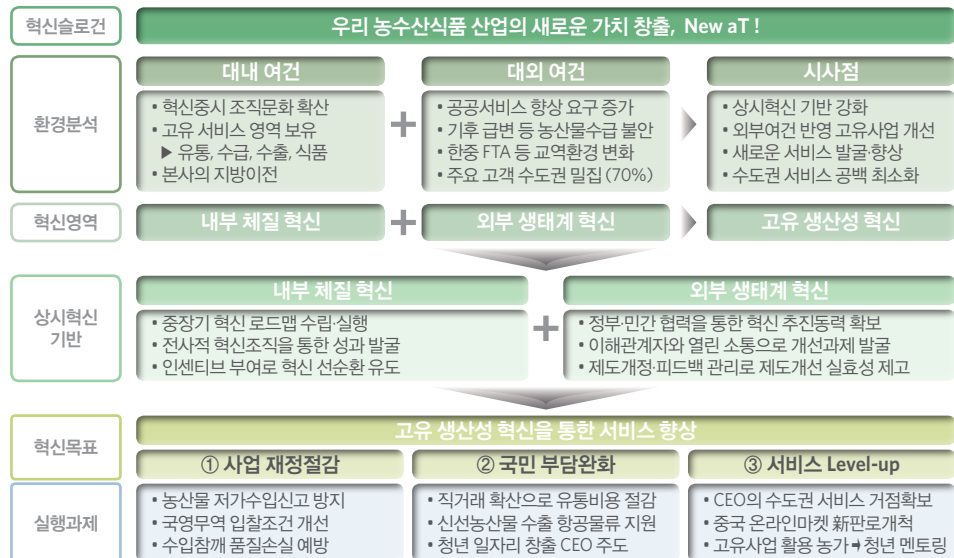 혁신슬로건
우리 농수산식품 산업의 새로운 가치 창출, New aT !
환경분석
대내 여건
• 혁신중시 조직문화 확산
• 고유 서비스 영역 보유
▶ 유통, 수급, 수출, 식품
• 본사의 지방이전
+
대외 여건
• 공공서비스 향상 요구 증가
• 기후 급변 등 농산물수급 불안
• 한중 FTA 등 교역환경 변화
• 주요 고객 수도권 밀집 (70%)
시사점
• 상시혁신 기반 강화
• 외부여건 반영 고유사업 개선
• 새로운 서비스 발굴·향상
• 수도권 서비스 공백 최소화
혁신영역
내부 체질 혁신
+
외부 생태계 혁신
고유 생산성 혁신
상시혁신
기반
내부 체질 혁신
• 중장기 혁신 로드맵 수립·실행
• 전사적 혁신조직을 통한 성과 발굴
• 인센티브 부여로 혁신 선순환 유도
+
외부 생태계 혁신
• 정부·민간 협력을 통한 혁신 추진동력 확보
• 이해관계자와 열린 소통으로 개선과제 발굴
• 제도개정·피드백 관리로 제도개선 실효성 제고
혁신목표
고유 생산성 혁신을 통한 서비스 향상
① 사업 재정절감
② 국민 부담완화
③ 서비스 Level-up
실행과제
• 농산물 저가수입신고 방지
• 국영무역 입찰조건 개선
• 수입참깨 품질손실 예방
• 직거래 확산으로 유통비용 절감
• 신선농산물 수출 항공물류 지원
• 청년 일자리 창출 CEO 주도
• CEO의 수도권 서비스 거점확보
• 중국 온라인마켓 新판로개척
• 고유사업 활용 농가➜청년 멘토링